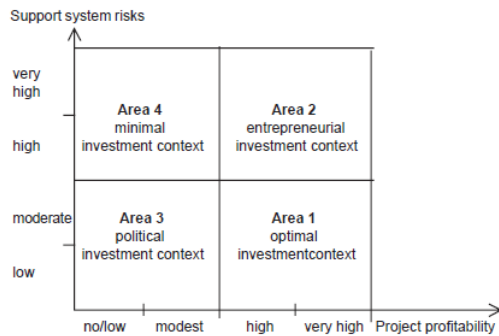 Support system risks
very
high
high
moderate
low
Area 4
minimal
investment context
Area 2
entrepreneurial
investment context
Area 3
political
investment context
Area 1
optimal
investmentcontext
no/low
modest
high
very high
Project profitability